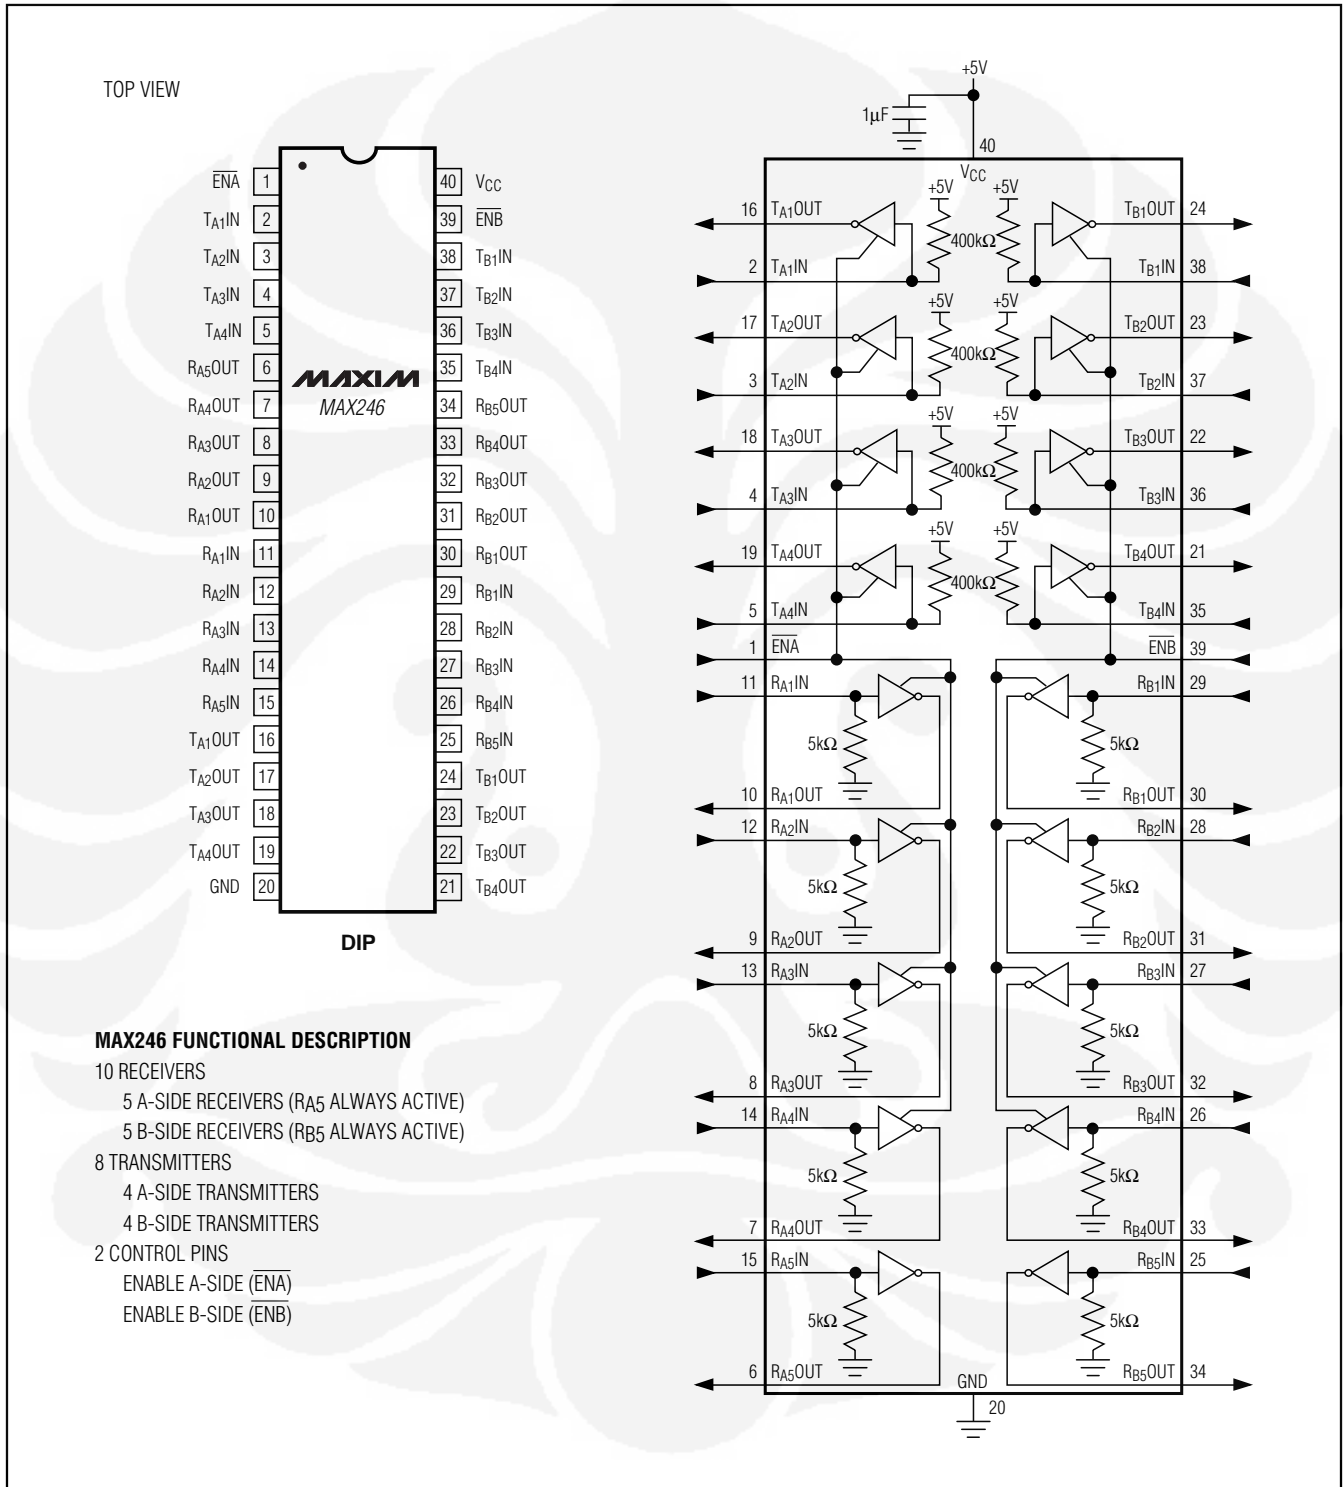 TOP VIEW
ENA 1
TA1IN 2
TA2IN 3
TA3IN 4
TA4IN 5
RA5OUT 6
RA4OUT 7
RA3OUT 8
RA2OUT 9
RA1OUT 10
RA1IN 11
RA2IN 12
RA3IN 13
RA4IN 14
RA5IN 15
TA1OUT 16
TA2OUT 17
TA3OUT 18
TA4OUT 19
GND 20
MAXIM
MAX246
40 VCC
39 ENB
38 TB1IN
37 TB2IN
36 TB3IN
35 TB4IN
34 RB5OUT
33 RB4OUT
32 RB3OUT
31 RB2OUT
30 RB1OUT
29 RB1IN
28 RB2IN
27 RB3IN
26 RB4IN
25 RB5IN
24 TB1OUT
23 TB2OUT
22 TB3OUT
21 TB4OUT
DIP
MAX246 FUNCTIONAL DESCRIPTION
10 RECEIVERS
5 A-SIDE RECEIVERS (RA5 ALWAYS ACTIVE)
5 B-SIDE RECEIVERS (RB5 ALWAYS ACTIVE)
8 TRANSMITTERS
4 A-SIDE TRANSMITTERS
4 B-SIDE TRANSMITTERS
2 CONTROL PINS
ENABLE A-SIDE (ENA)
ENABLE B-SIDE (ENB)
+5V
1µF
40
VCC
+5V +5V
16 TA1OUT TB1OUT 24
400kΩ
2 TA1IN TB1IN 38
+5V +5V
17 TA2OUT TB2OUT 23
400kΩ
3 TA2IN TB2IN 37
+5V +5V
18 TA3OUT TB3OUT 22
400kΩ
4 TA3IN TB3IN 36
+5V +5V
19 TA4OUT TB4OUT 21
400kΩ
5 TA4IN TB4IN 35
1 ENA ENB 39
11 RA1IN RB1IN 29
5kΩ 5kΩ
10 RA1OUT RB1OUT 30
12 RA2IN RB2IN 28
5kΩ 5kΩ
9 RA2OUT RB2OUT 31
13 RA3IN RB3IN 27
5kΩ 5kΩ
8 RA3OUT RB3OUT 32
14 RA4IN RB4IN 26
5kΩ 5kΩ
7 RA4OUT RB4OUT 33
15 RA5IN RB5IN 25
5kΩ 5kΩ
6 RA5OUT RB5OUT 34
GND
20